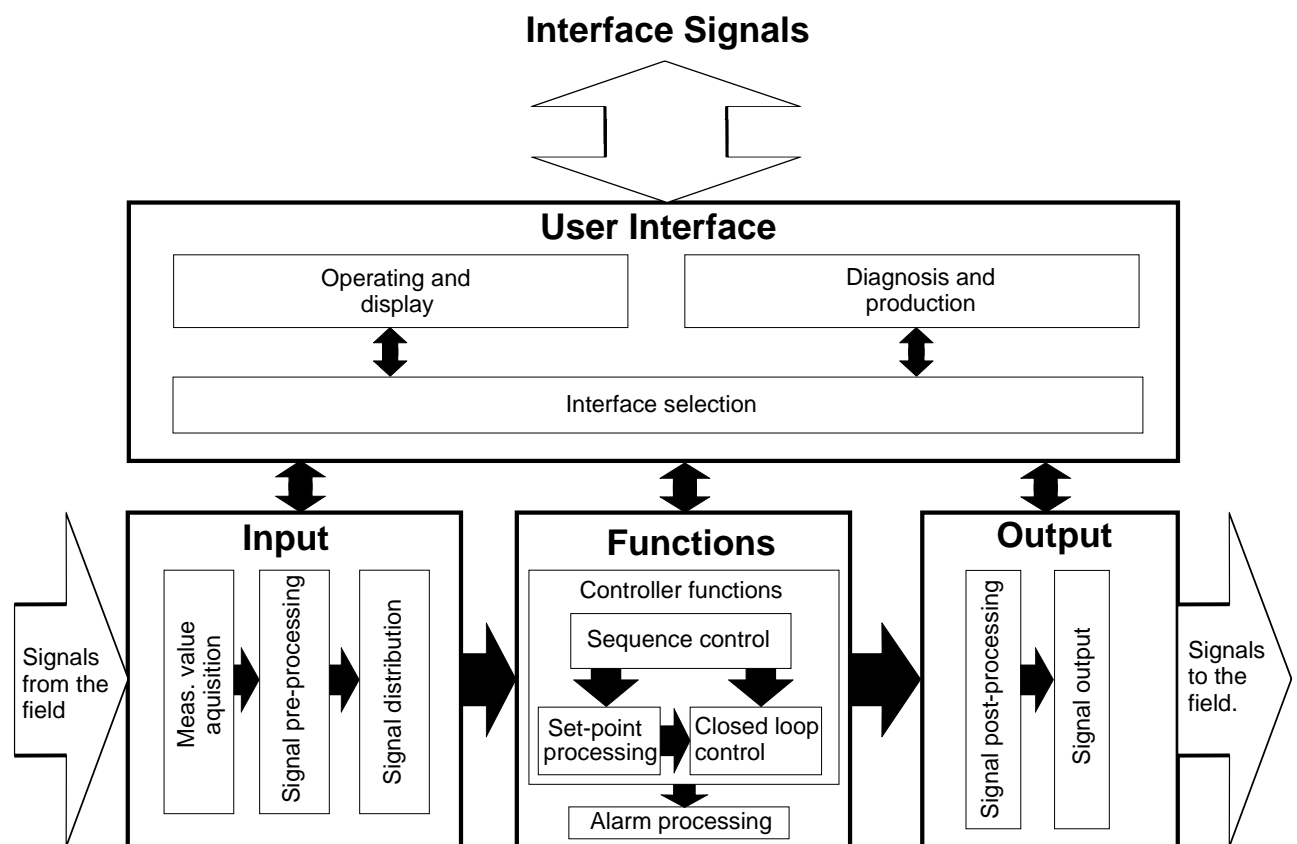 Interface Signals
User Interface
Operating and
display
Diagnosis and
production
Interface selection
Input
Functions
Output
Signals
from the
field
Meas. value
aquisition
Signal pre-processing
Signal distribution
Controller functions
Sequence control
Set-point
processing
Closed loop
control
Alarm processing
Signal post-processing
Signal output
Signals
to the
field.